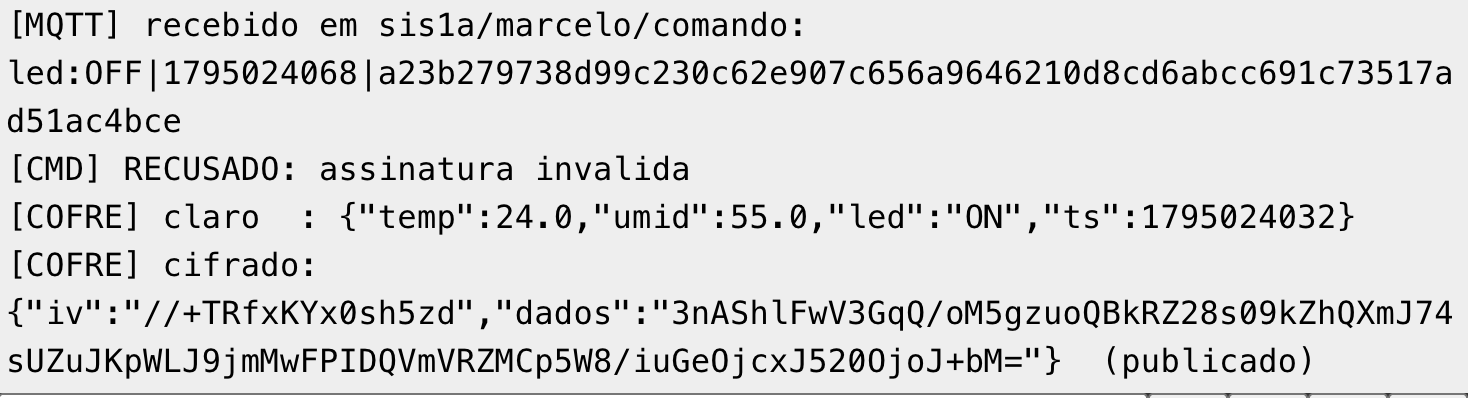 [MQTT] recebido em sis1a/marcelo/comando:
led:OFF|1795024068|a23b279738d99c230c62e907c656a9646210d8cd6abcc691c73517a
d51ac4bce
[CMD] RECUSADO: assinatura invalida
[COFRE] claro  : {"temp":24.0,"umid":55.0,"led":"ON","ts":1795024032}
[COFRE] cifrado:
{"iv":"//+TRfxKYx0sh5zd","dados":"3nAShlFwV3GqQ/oM5gzuoQBkRZ28s09kZhQXmJ74
sUZuJKpWLJ9jmMwFPIDQVmVRZMCp5W8/iuGeOjcxJ520OjoJ+bM="}  (publicado)